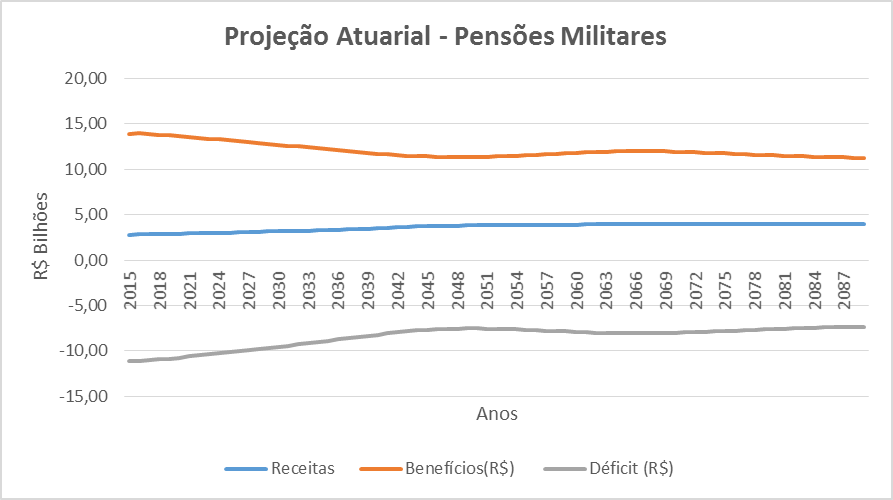 Projeção Atuarial - Pensões Militares
20,00
15,00
10,00
5,00
0,00
-5,00
-10,00
-15,00
R$ Bilhões
2015 2018 2021 2024 2027 2030 2033 2036 2039 2042 2045 2048 2051 2054 2057 2060 2063 2066 2069 2072 2075 2078 2081 2084 2087
Anos
Receitas Benefícios(R$) Déficit (R$)